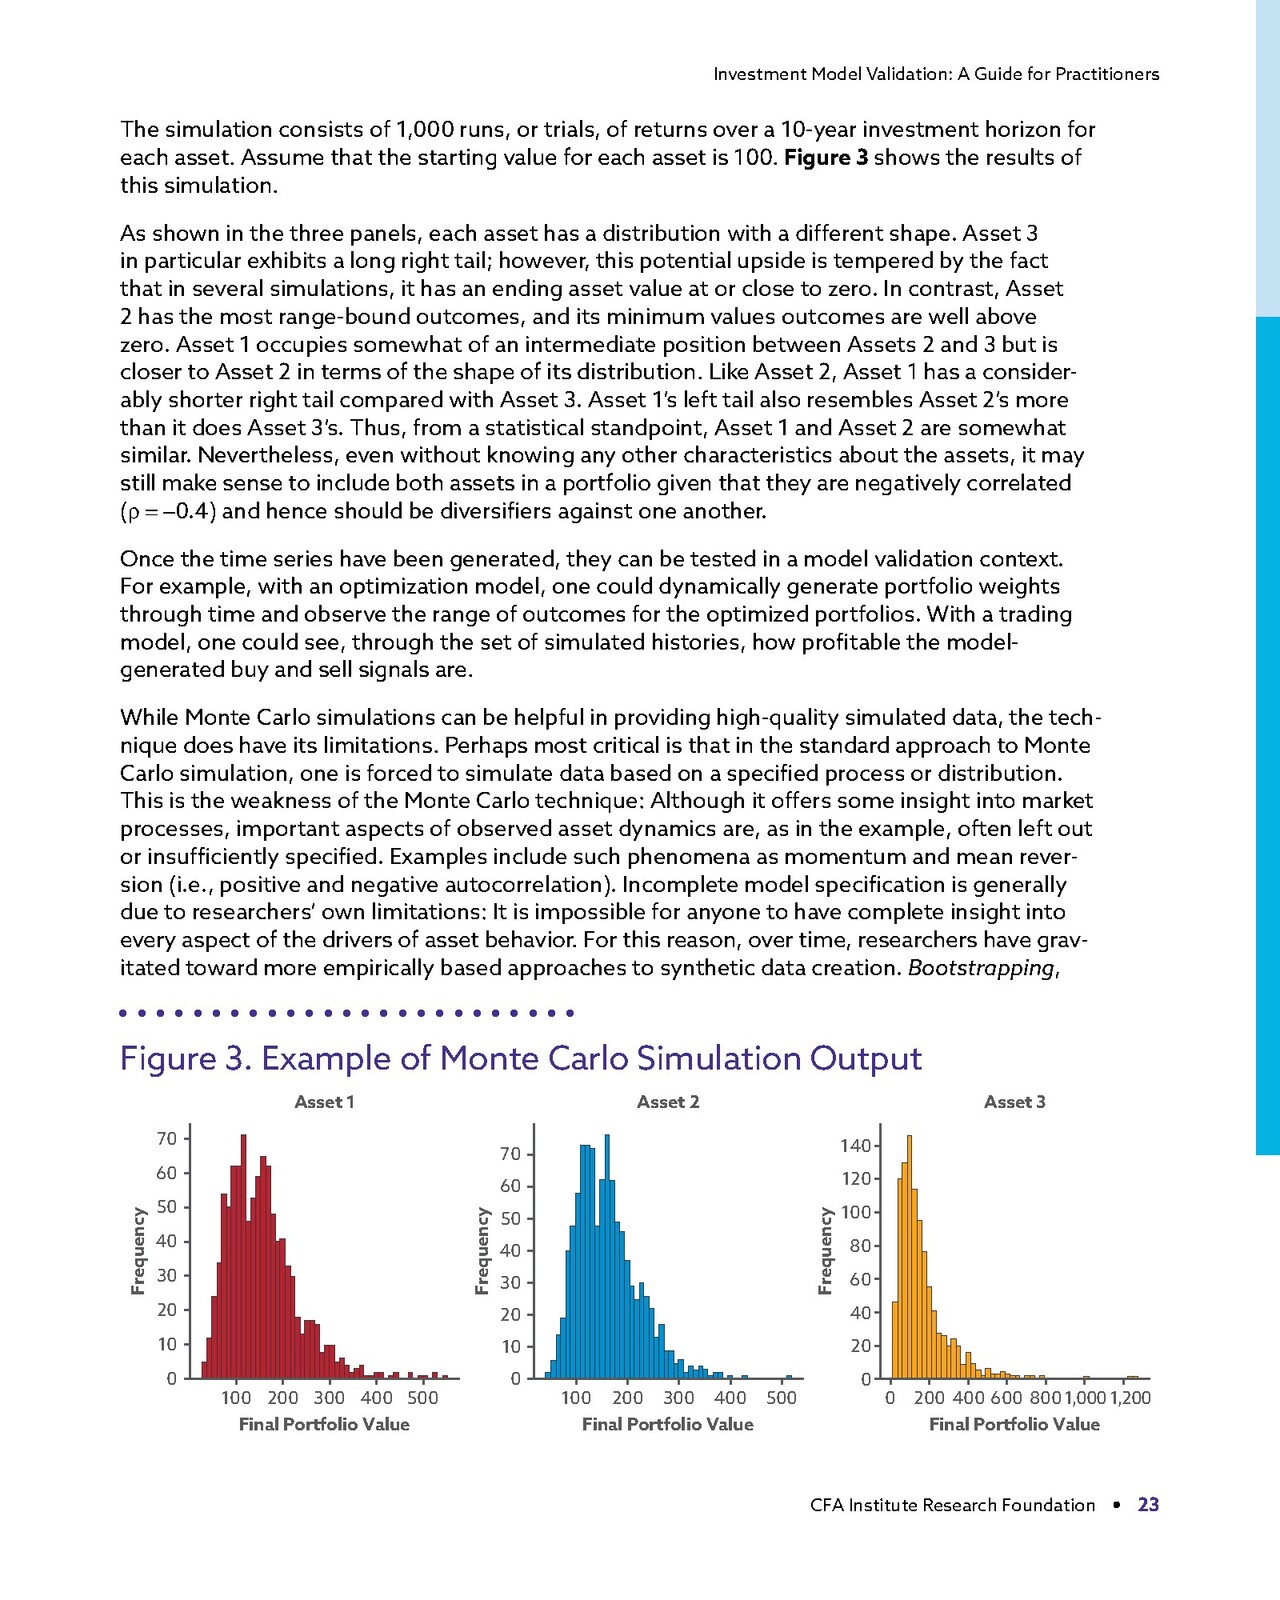 Investment Model Validation: A Guide for Practitioners
The simulation consists of 1,000 runs, or trials, of returns over a 10-year investment horizon for
each asset. Assume that the starting value for each asset is 100. Figure 3 shows the results of
this simulation.
As shown in the three panels, each asset has a distribution with a different shape. Asset 3
in particular exhibits a long right tail; however, this potential upside is tempered by the fact
that in several simulations, it has an ending asset value at or close to zero. In contrast, Asset
2 has the most range-bound outcomes, and its minimum values outcomes are well above
zero. Asset 1 occupies somewhat of an intermediate position between Assets 2 and 3 but is
closer to Asset 2 in terms of the shape of its distribution. Like Asset 2, Asset 1 has a consider-
ably shorter right tail compared with Asset 3. Asset 1's left tail also resembles Asset 2's more
than it does Asset 3's. Thus, from a statistical standpoint, Asset 1 and Asset 2 are somewhat
similar. Nevertheless, even without knowing any other characteristics about the assets, it may
still make sense to include both assets in a portfolio given that they are negatively correlated
(ρ = –0.4) and hence should be diversifiers against one another.
Once the time series have been generated, they can be tested in a model validation context.
For example, with an optimization model, one could dynamically generate portfolio weights
through time and observe the range of outcomes for the optimized portfolios. With a trading
model, one could see, through the set of simulated histories, how profitable the model-
generated buy and sell signals are.
While Monte Carlo simulations can be helpful in providing high-quality simulated data, the tech-
nique does have its limitations. Perhaps most critical is that in the standard approach to Monte
Carlo simulation, one is forced to simulate data based on a specified process or distribution.
This is the weakness of the Monte Carlo technique: Although it offers some insight into market
processes, important aspects of observed asset dynamics are, as in the example, often left out
or insufficiently specified. Examples include such phenomena as momentum and mean rever-
sion (i.e., positive and negative autocorrelation). Incomplete model specification is generally
due to researchers' own limitations: It is impossible for anyone to have complete insight into
every aspect of the drivers of asset behavior. For this reason, over time, researchers have grav-
itated toward more empirically based approaches to synthetic data creation. Bootstrapping,
Figure 3. Example of Monte Carlo Simulation Output
Asset 1
70
60
50
40
30
20
10
0
Frequency
100 200 300 400 500
Final Portfolio Value
Asset 2
70
60
50
40
30
20
10
0
Frequency
100 200 300 400 500
Final Portfolio Value
Asset 3
140
120
100
80
60
40
20
0
Frequency
0 200 400 600 800 1,000 1,200
Final Portfolio Value
CFA Institute Research Foundation • 23